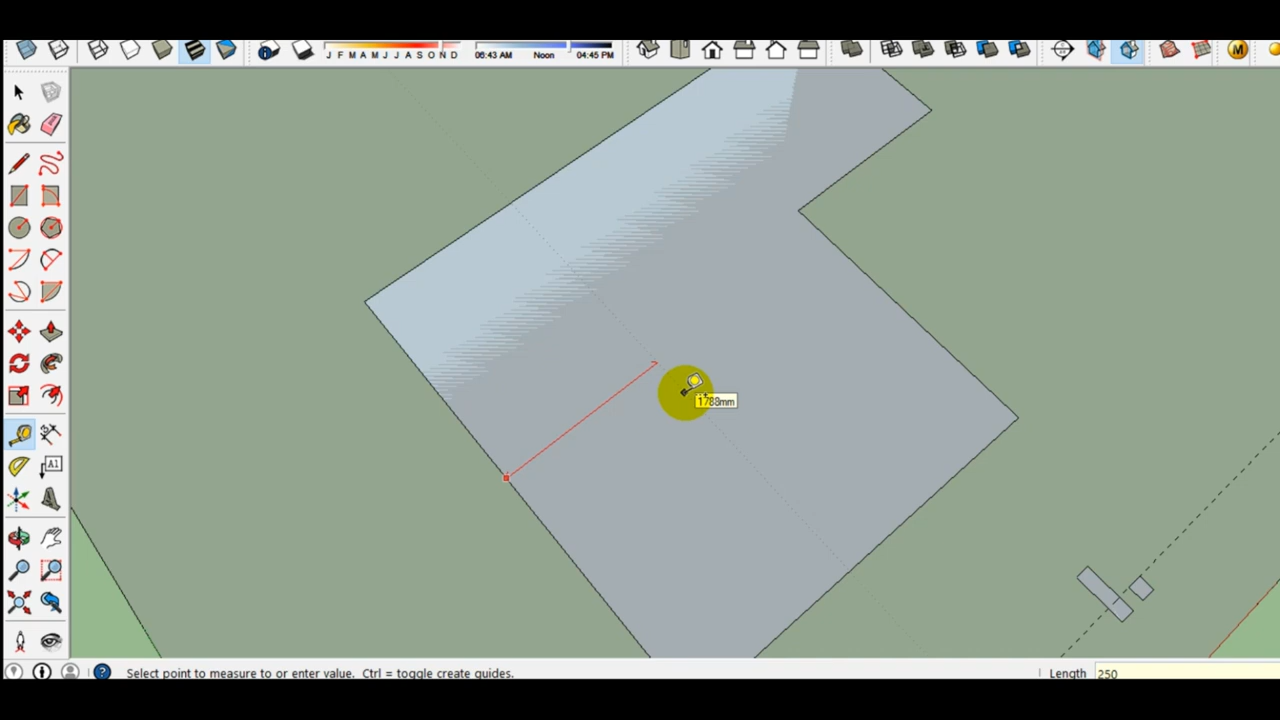 J F M A M J J A S O N D
06:43 AM Noon 04:45 PM
M
A1
1788mm
Select point to measure to or enter value. Ctrl = toggle create guides.
Length 250